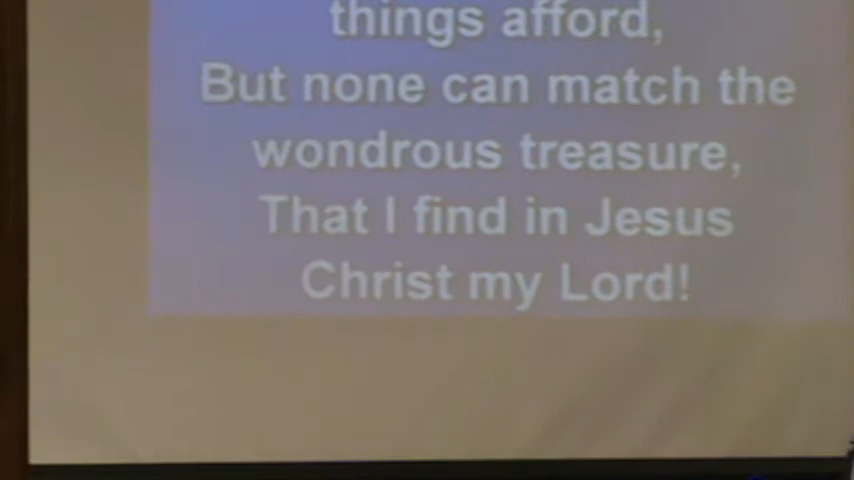 things afford,
But none can match the
wondrous treasure,
That I find in Jesus
Christ my Lord!